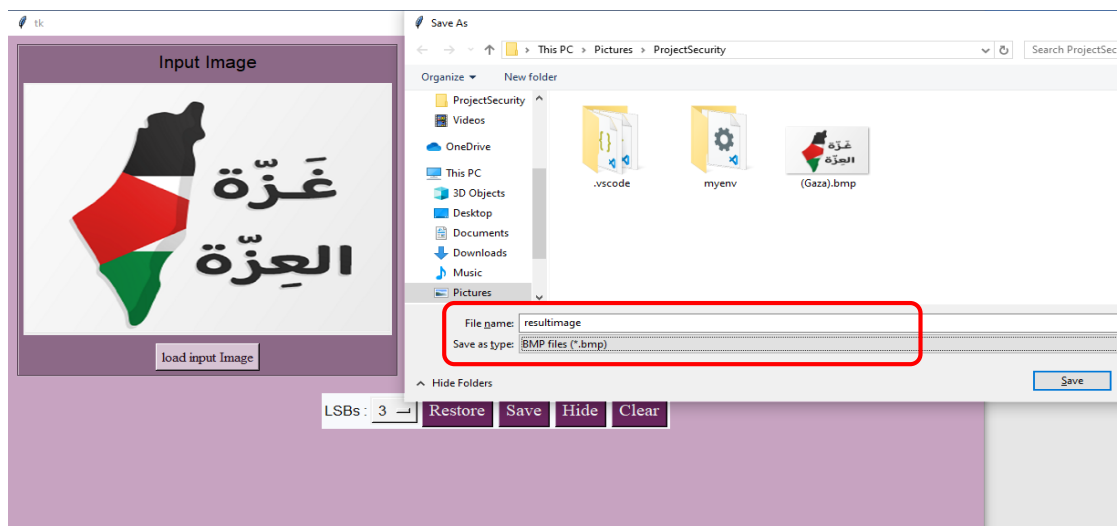 tk
Input Image
غَـزّة
العِزّة
load input Image
LSBs : 3
Restore
Save
Hide
Clear
Save As
This PC > Pictures > ProjectSecurity
Search ProjectSec
Organize
New folder
ProjectSecurity
Videos
OneDrive
This PC
3D Objects
Desktop
Documents
Downloads
Music
Pictures
.vscode
myenv
غَزّة
العِزّة
(Gaza).bmp
File name: resultimage
Save as type: BMP files (*.bmp)
Hide Folders
Save